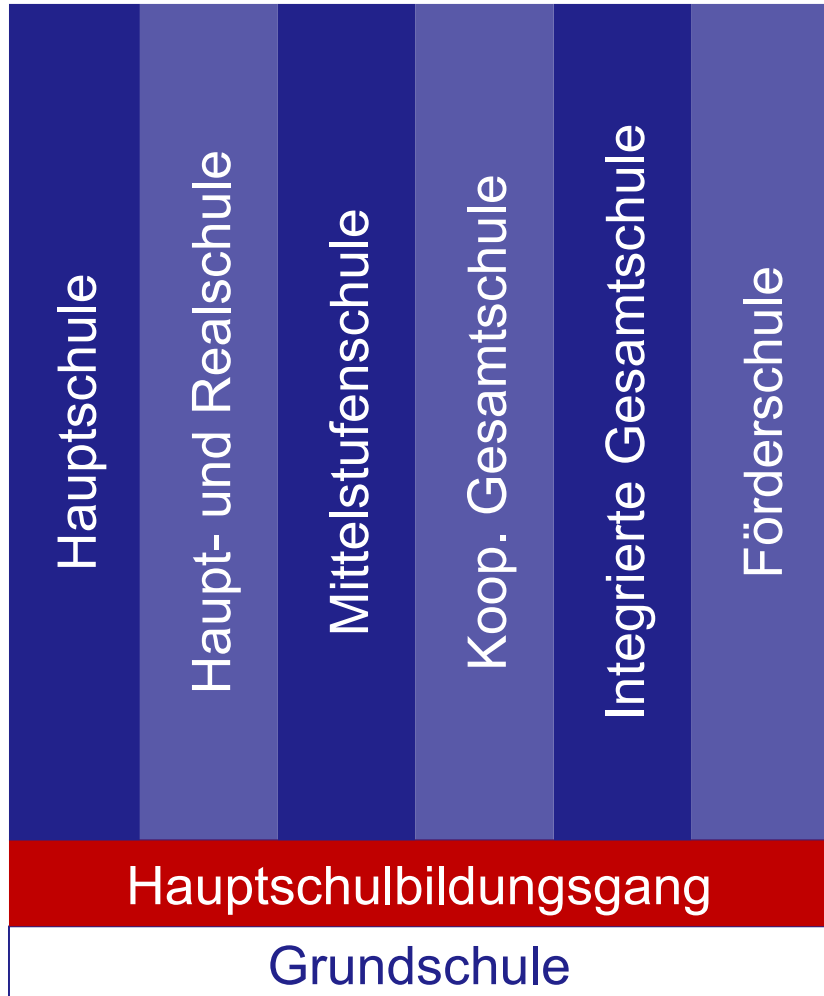 Hauptschule
Haupt- und Realschule
Mittelstufenschule
Koop. Gesamtschule
Integrierte Gesamtschule
Förderschule
Hauptschulbildungsgang
Grundschule